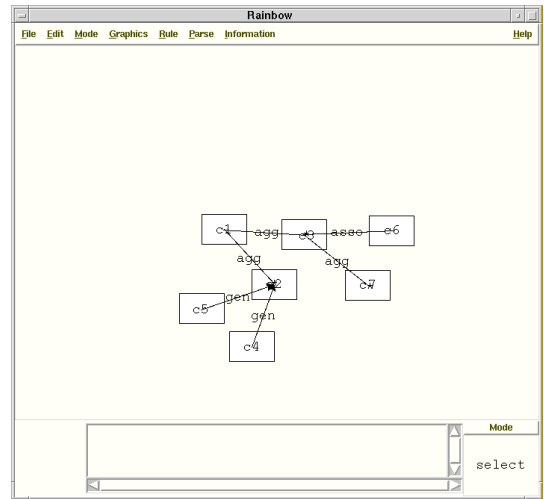 Rainbow
File Edit Mode Graphics Rule Parse Information Help
c1 agg c3 asso c6
agg agg
c2 c7
c5 gen
gen
c4
Mode
select